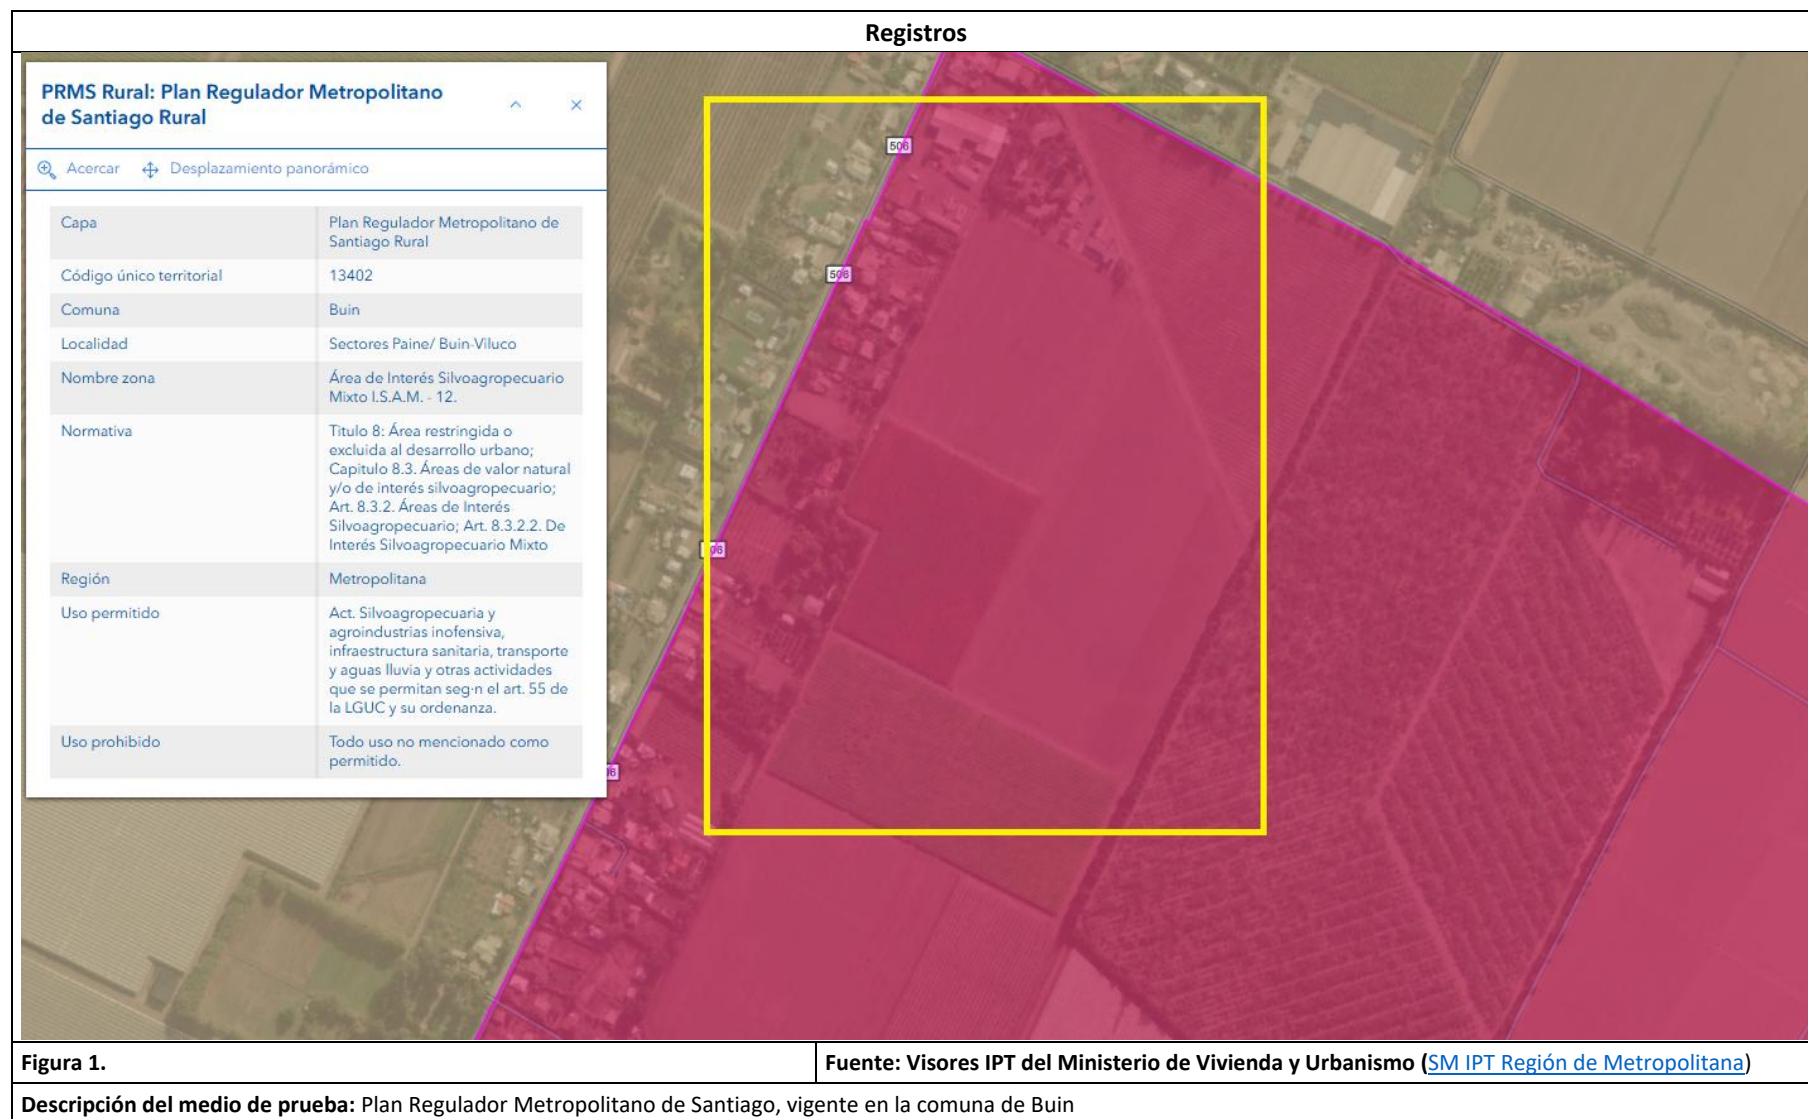 Registros
PRMS Rural: Plan Regulador Metropolitano
de Santiago Rural
Acercar Desplazamiento panorámico
Capa Plan Regulador Metropolitano de
Santiago Rural
Código único territorial 13402
Comuna Buin
Localidad Sectores Paine/ Buin-Viluco
Nombre zona Área de Interés Silvoagropecuario
Mixto I.S.A.M. - 12.
Normativa Titulo 8: Área restringida o
excluida al desarrollo urbano;
Capitulo 8.3. Áreas de valor natural
y/o de interés silvoagropecuario;
Art. 8.3.2. Áreas de Interés
Silvoagropecuario; Art. 8.3.2.2. De
Interés Silvoagropecuario Mixto
Región Metropolitana
Uso permitido Act. Silvoagropecuaria y
agroindustrias inofensiva,
infraestructura sanitaria, transporte
y aguas lluvia y otras actividades
que se permitan seg·n el art. 55 de
la LGUC y su ordenanza.
Uso prohibido Todo uso no mencionado como
permitido.
506
506
506
Figura 1. Fuente: Visores IPT del Ministerio de Vivienda y Urbanismo (SM IPT Región de Metropolitana)
Descripción del medio de prueba: Plan Regulador Metropolitano de Santiago, vigente en la comuna de Buin